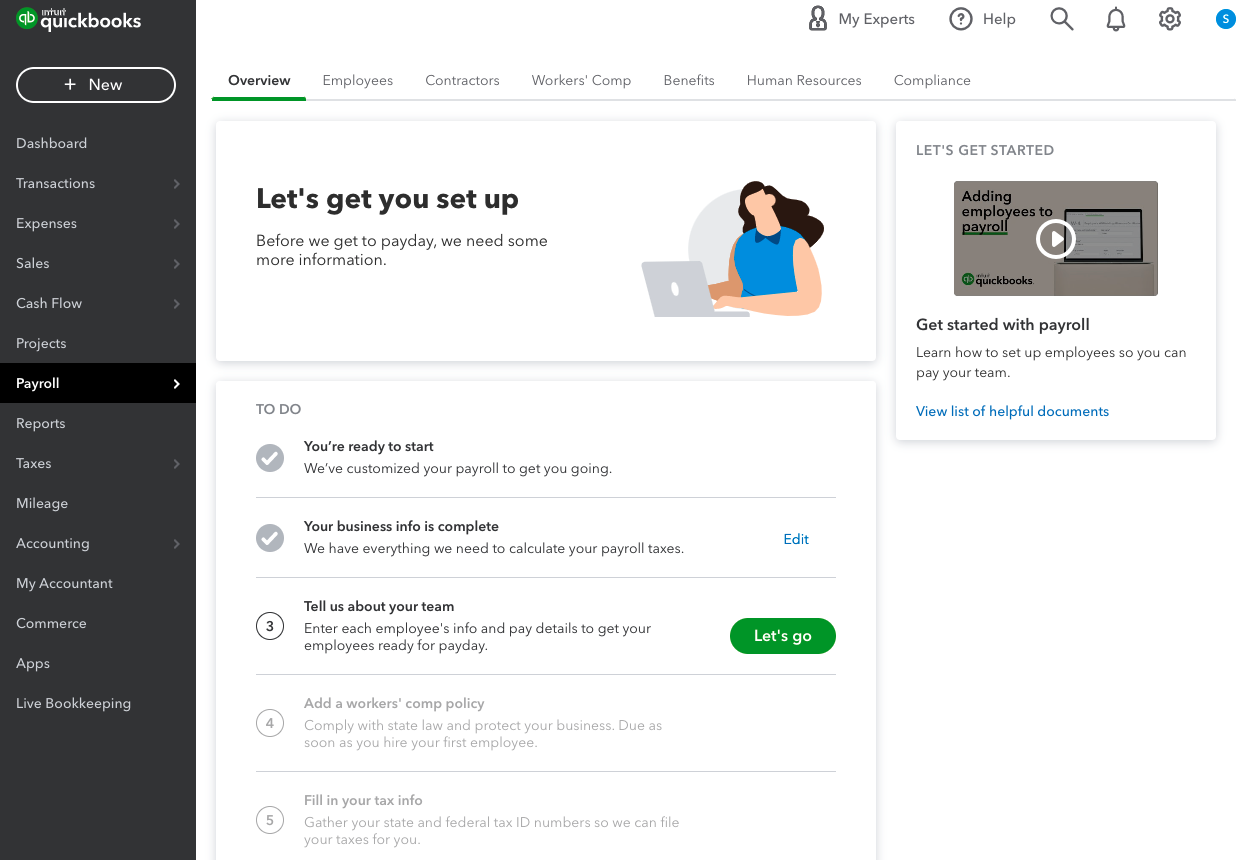 intuit
qb quickbooks
My Experts
? Help
S
+ New
Overview
Employees
Contractors
Workers' Comp
Benefits
Human Resources
Compliance
Dashboard
Transactions
Expenses
Sales
Cash Flow
Projects
Payroll
Reports
Taxes
Mileage
Accounting
My Accountant
Commerce
Apps
Live Bookkeeping
Let's get you set up
Before we get to payday, we need some
more information.
TO DO
You’re ready to start
We’ve customized your payroll to get you going.
Your business info is complete
We have everything we need to calculate your payroll taxes.
Edit
3
Tell us about your team
Enter each employee's info and pay details to get your
employees ready for payday.
Let's go
4
Add a workers' comp policy
Comply with state law and protect your business. Due as
soon as you hire your first employee.
5
Fill in your tax info
Gather your state and federal tax ID numbers so we can file
your taxes for you.
LET'S GET STARTED
Adding
employees to
payroll
intuit
qb quickbooks
Get started with payroll
Learn how to set up employees so you can
pay your team.
View list of helpful documents